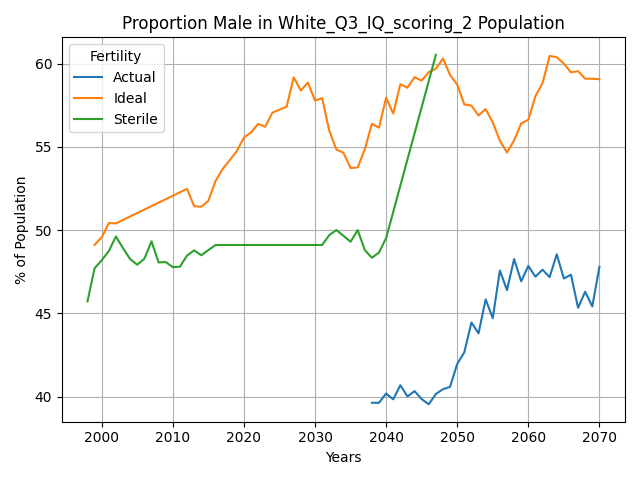 Proportion Male in White_Q3_IQ_scoring_2 Population
Fertility
Actual
Ideal
Sterile
% of Population
60
55
50
45
40
2000
2010
2020
2030
2040
2050
2060
2070
Years